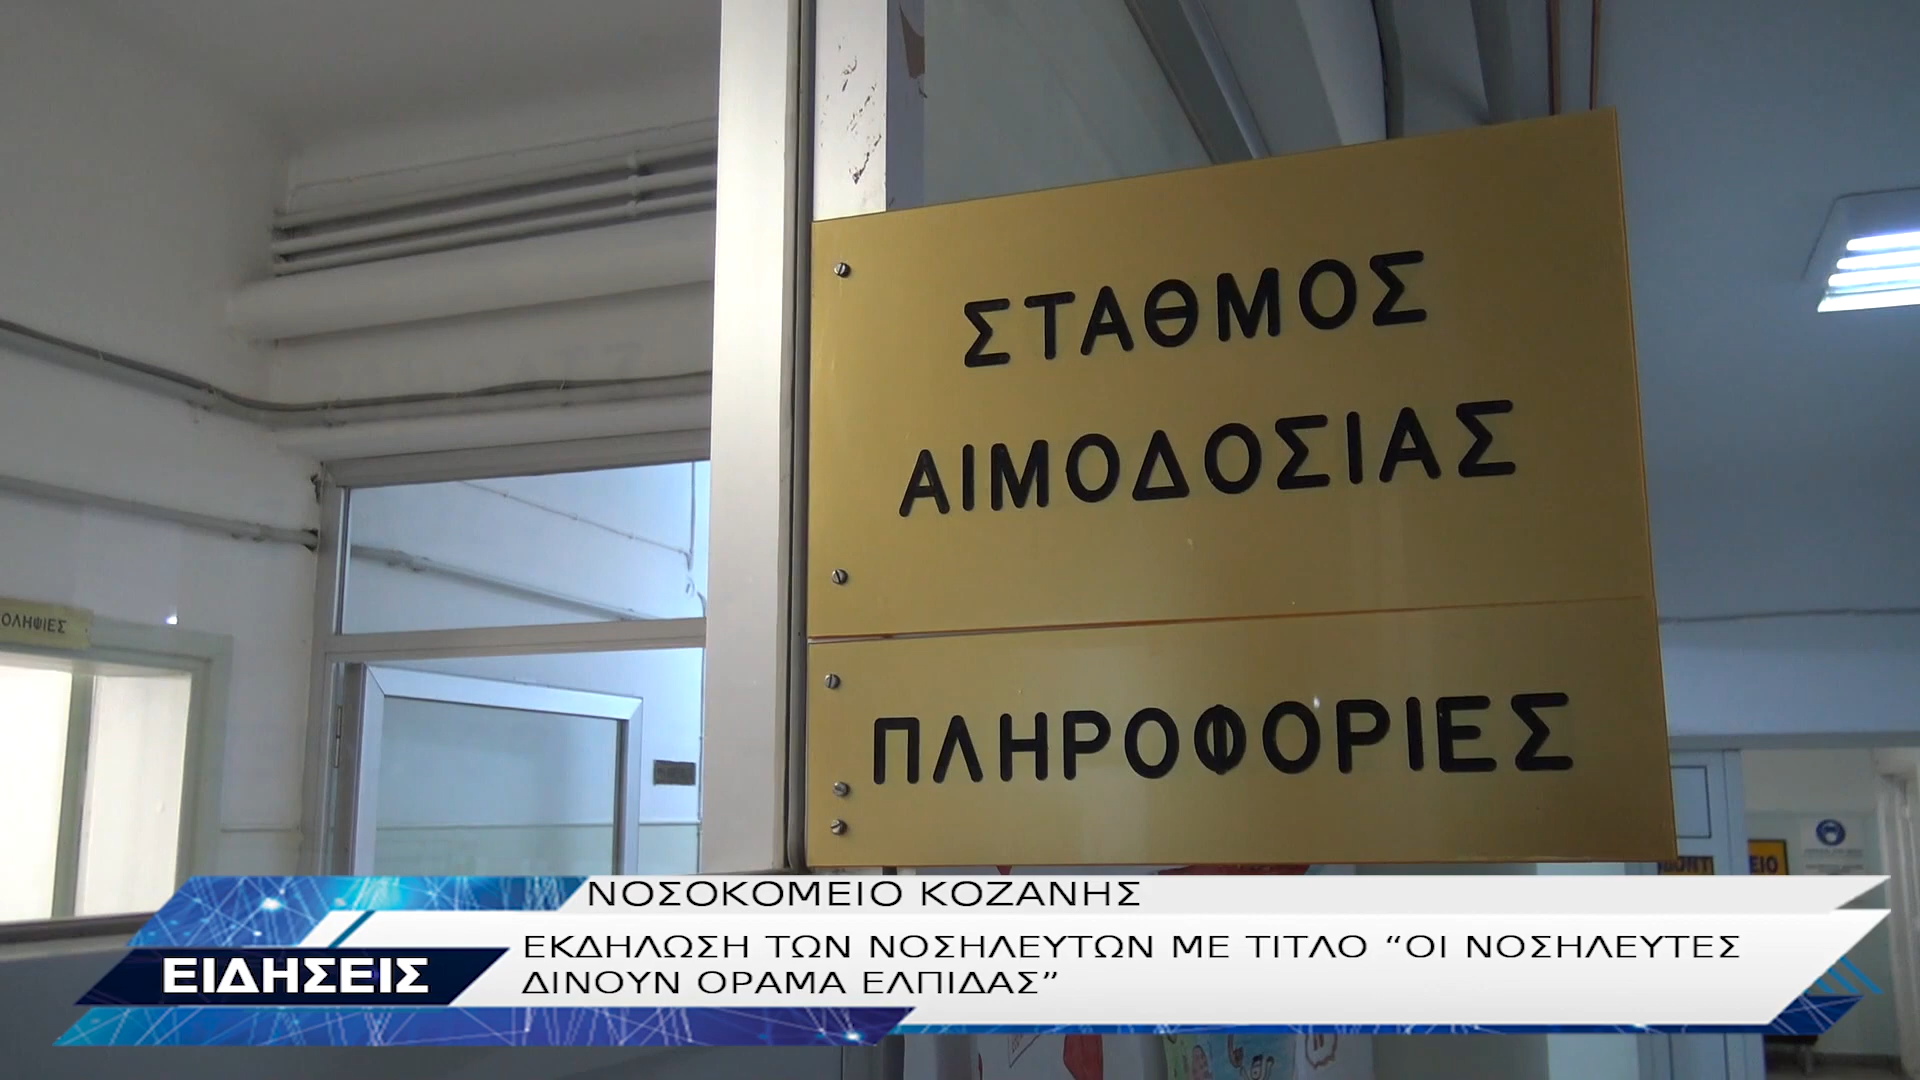 ΣΤΑΘΜΟΣ
ΑΙΜΟΔΟΣΙΑΣ
ΠΛΗΡΟΦΟΡΙΕΣ
ΝΟΣΟΚΟΜΕΙΟ ΚΟΖΑΝΗΣ
ΕΚΔΗΛΩΣΗ ΤΩΝ ΝΟΣΗΛΕΥΤΩΝ ΜΕ ΤΙΤΛΟ “ΟΙ ΝΟΣΗΛΕΥΤΕΣ
ΔΙΝΟΥΝ ΟΡΑΜΑ ΕΛΠΙΔΑΣ”
ΕΙΔΗΣΕΙΣ